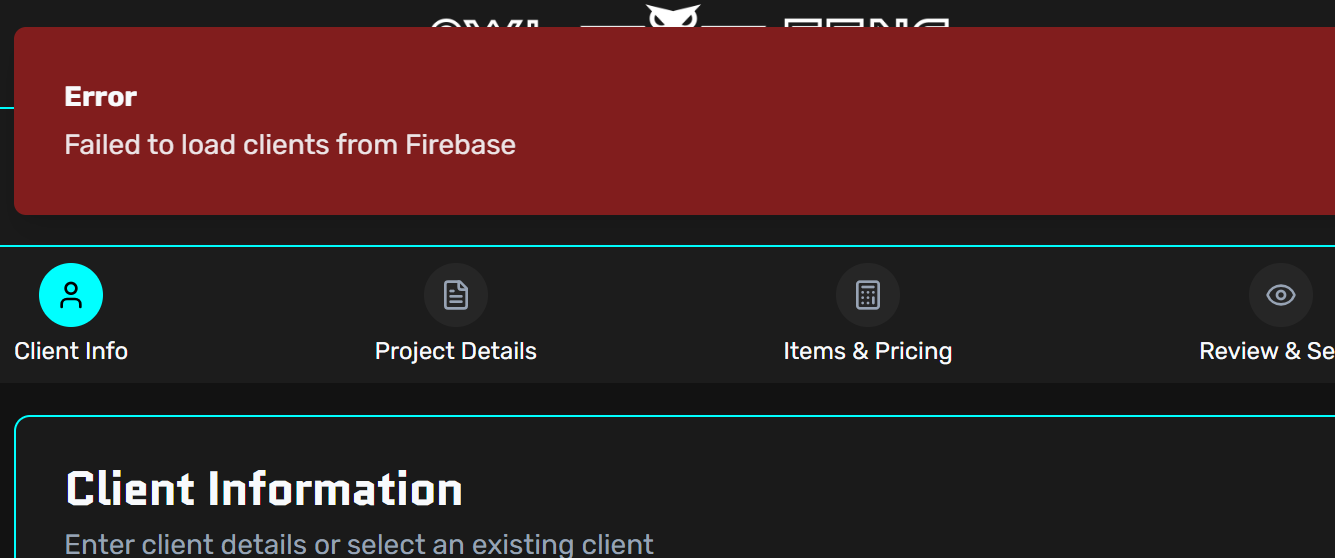 Error
Failed to load clients from Firebase
Client Info
Project Details
Items & Pricing
Review & Se
Client Information
Enter client details or select an existing client